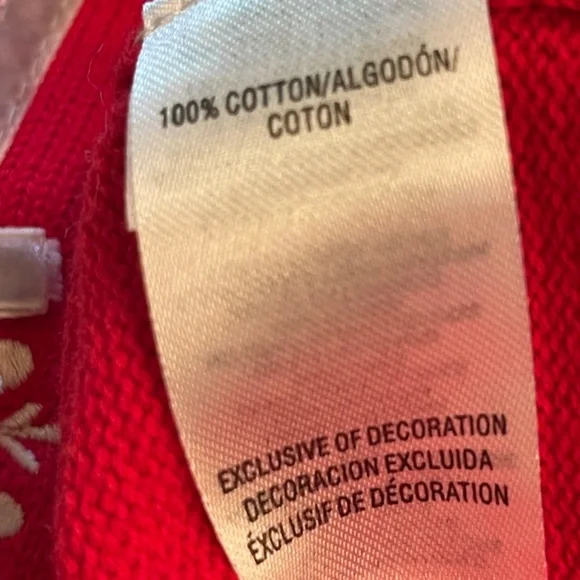 100% COTTON/ALGODÓN/
COTON
EXCLUSIVE OF DECORATION
DECORACION EXCLUIDA
ÉXCLUSIF DE DÉCORATION